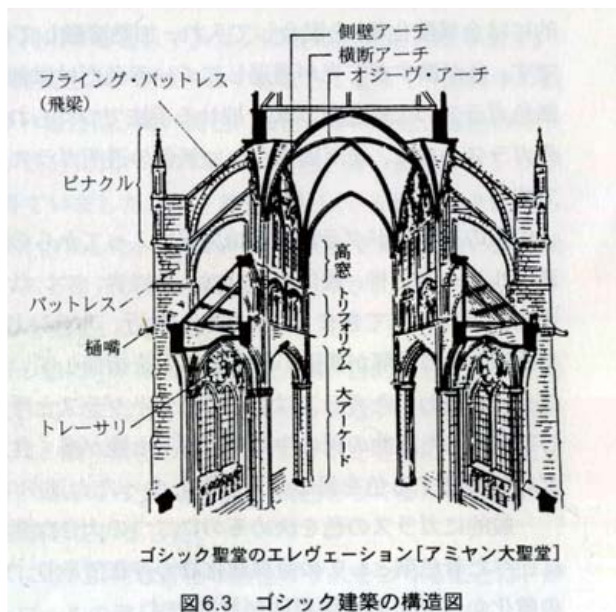 側壁アーチ
横断アーチ
オジーヴ・アーチ
フライング・バットレス
(飛梁)
ピナクル
バットレス
樋嘴
トレーサリ
高窓
トリフォリウム
大アーケード
ゴシック聖堂のエレヴェーション[アミヤン大聖堂]
図6.3 ゴシック建築の構造図